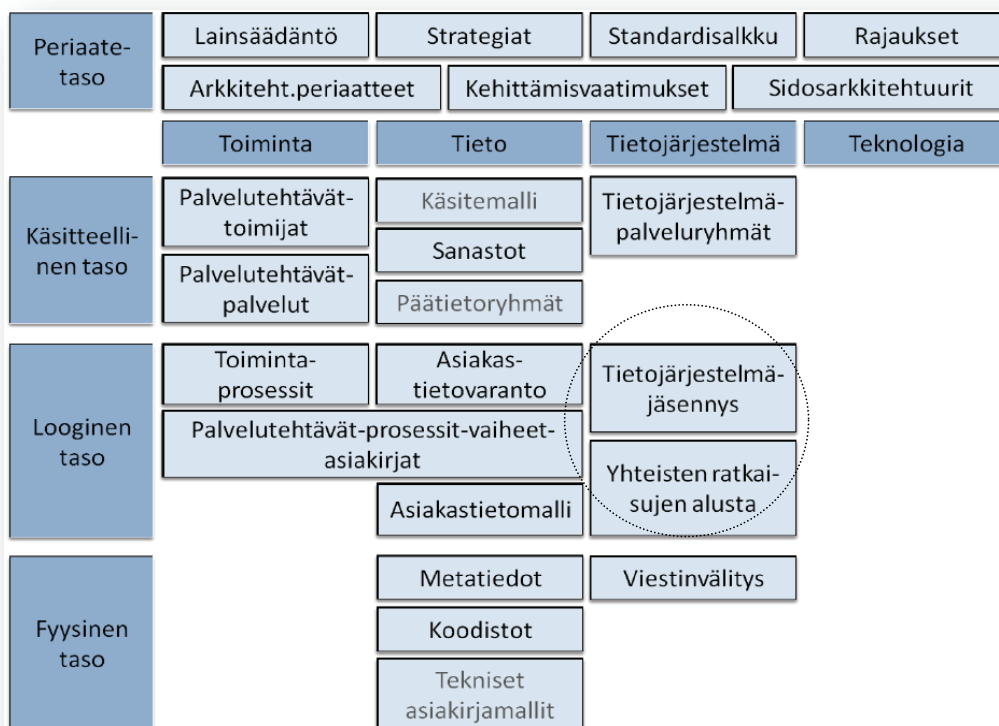 Periaate-
taso
Lainsäädäntö
Strategiat
Standardisalkku
Rajaukset
Arkkiteht.periaatteet
Kehittämisvaatimukset
Sidosarkkitehtuurit
Toiminta
Tieto
Tietojärjestelmä
Teknologia
Käsitteelli-
nen taso
Palvelutehtävät-
toimijat
Käsitemalli
Tietojärjestelmä-
palveluryhmät
Sanastot
Palvelutehtävät-
palvelut
Päätietoryhmät
Looginen
taso
Toiminta-
prosessit
Asiakas-
tietovaranto
Tietojärjestelmä-
jäsennys
Palvelutehtävät-prosessit-vaiheet-
asiakirjat
Yhteisten ratkai-
sujen alusta
Asiakastietomalli
Fyysinen
taso
Metatiedot
Viestinvälitys
Koodistot
Tekniset
asiakirjamallit